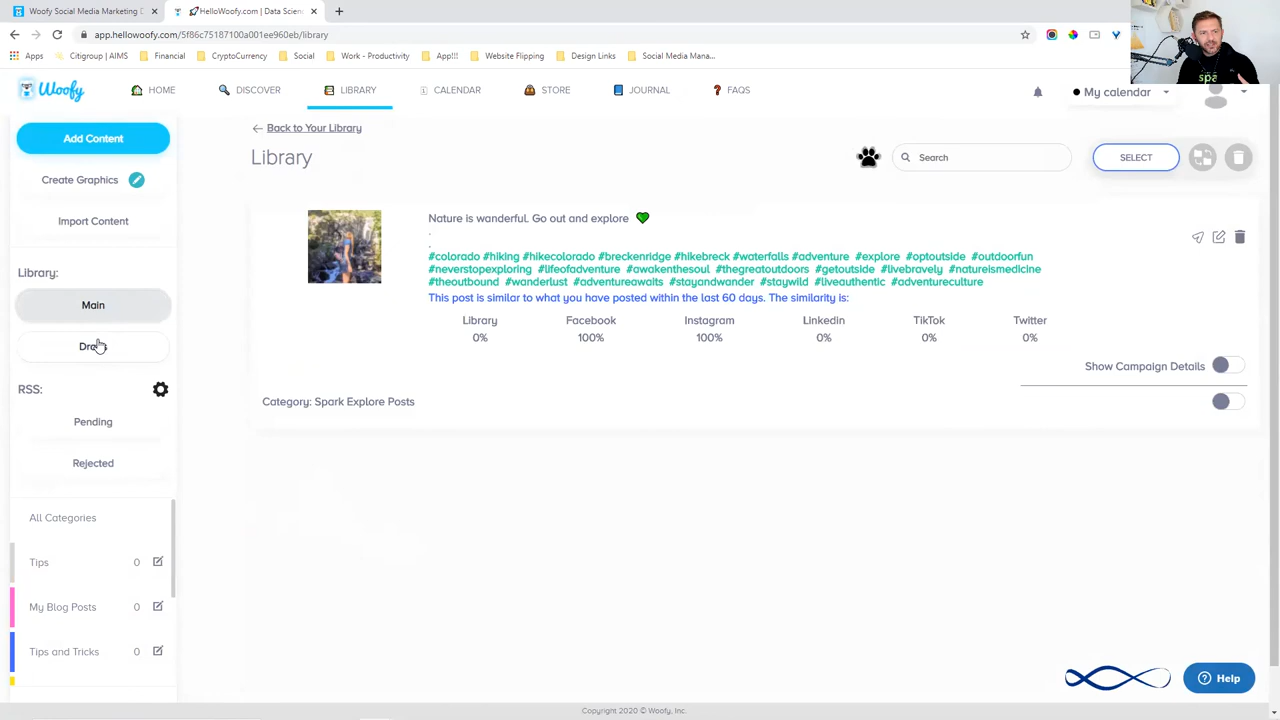 Woofy Social Media Marketing D
HelloWoofy.com | Data Scienc
app.hellowoofy.com/5f86c75187100a001ee960eb/library
Apps
Citigroup | AIMS
Financial
CryptoCurrency
Social
Work - Productivity
App!!!
Website Flipping
Design Links
Social Media Mana...
Woofy
HOME
DISCOVER
LIBRARY
CALENDAR
STORE
JOURNAL
FAQS
My calendar
Add Content
Create Graphics
Import Content
Library:
Main
RSS:
Pending
Rejected
All Categories
Tips 0
My Blog Posts 0
Tips and Tricks 0
Back to Your Library
Library
Search
SELECT
Nature is wonderful. Go out and explore 💚
.
.
#colorado #hiking #hikecolorado #breckenridge #hikebreck #waterfalls #adventure #explore #optoutside #outdoorfun
#neverstopexploring #lifeofadventure #awakenthesoul #thegreatoutdoors #getoutside #livebravely #natureismedicine
#theoutbound #wanderlust #adventureawaits #stayandwander #staywild #liveauthentic #adventureculture
This post is similar to what you have posted within the last 60 days. The similarity is:
Library Facebook Instagram Linkedin TikTok Twitter
0% 100% 100% 0% 0% 0%
Show Campaign Details
Category: Spark Explore Posts
? Help
Copyright 2020 © Woofy, Inc.